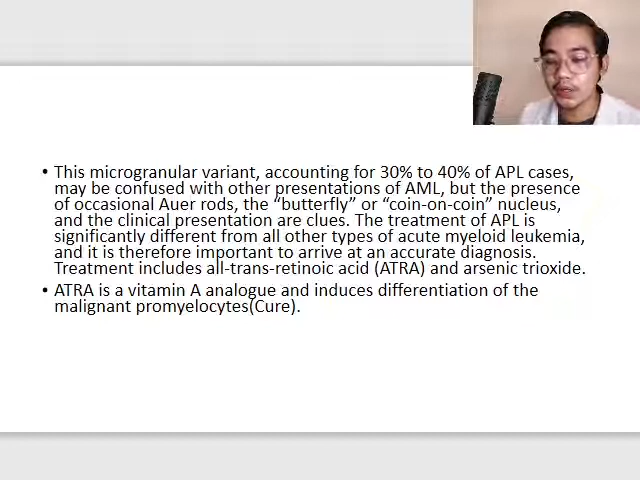 • This microgranular variant, accounting for 30% to 40% of APL cases,
may be confused with other presentations of AML, but the presence
of occasional Auer rods, the “butterfly” or “coin-on-coin” nucleus,
and the clinical presentation are clues. The treatment of APL is
significantly different from all other types of acute myeloid leukemia,
and it is therefore important to arrive at an accurate diagnosis.
Treatment includes all-trans-retinoic acid (ATRA) and arsenic trioxide.
• ATRA is a vitamin A analogue and induces differentiation of the
malignant promyelocytes(Cure).